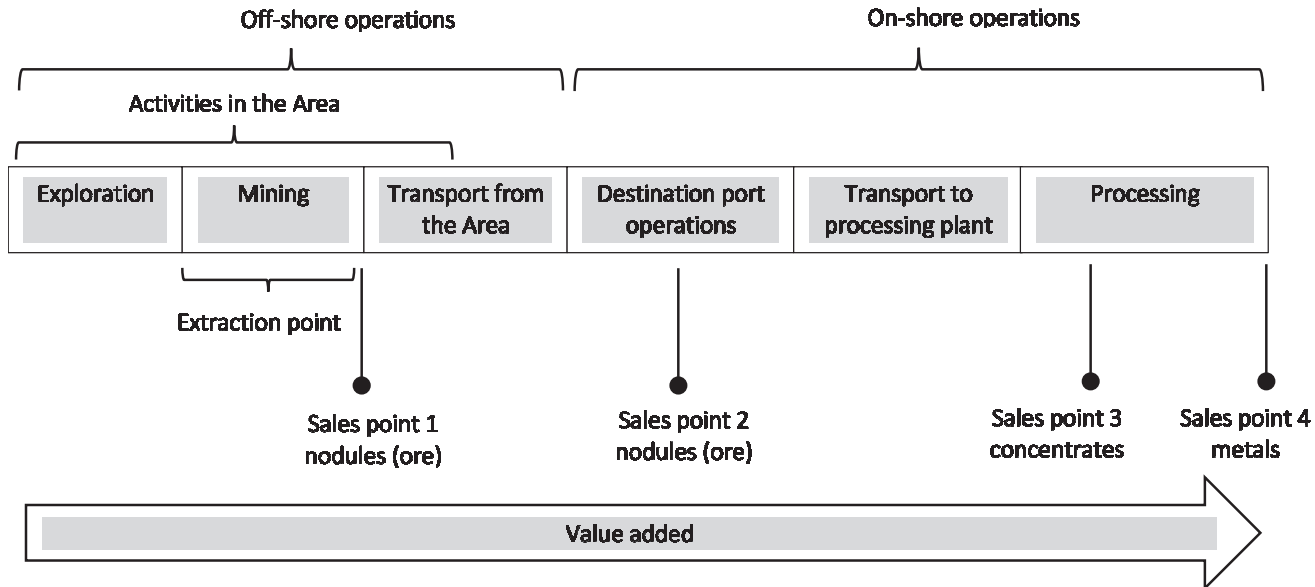 Off-shore operations
On-shore operations
Activities in the Area
Exploration
Mining
Transport from
the Area
Destination port
operations
Transport to
processing plant
Processing
Extraction point
Sales point 1
nodules (ore)
Sales point 2
nodules (ore)
Sales point 3
concentrates
Sales point 4
metals
Value added